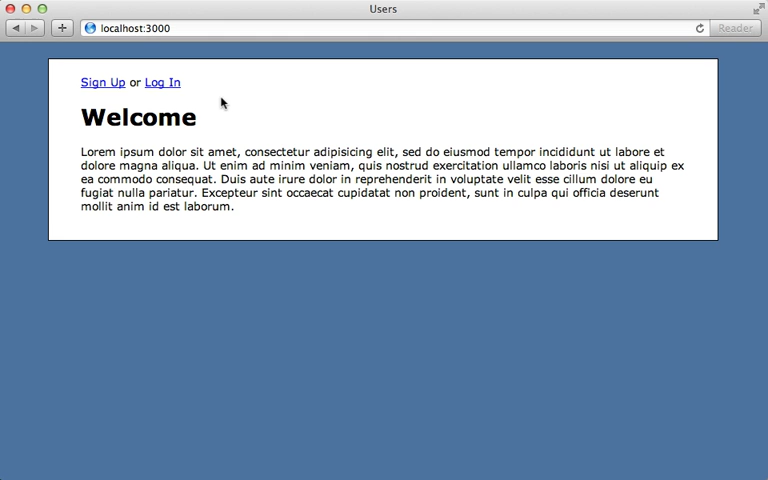 Users
localhost:3000
Reader
Sign Up or Log In
Welcome
Lorem ipsum dolor sit amet, consectetur adipisicing elit, sed do eiusmod tempor incididunt ut labore et
dolore magna aliqua. Ut enim ad minim veniam, quis nostrud exercitation ullamco laboris nisi ut aliquip ex
ea commodo consequat. Duis aute irure dolor in reprehenderit in voluptate velit esse cillum dolore eu
fugiat nulla pariatur. Excepteur sint occaecat cupidatat non proident, sunt in culpa qui officia deserunt
mollit anim id est laborum.